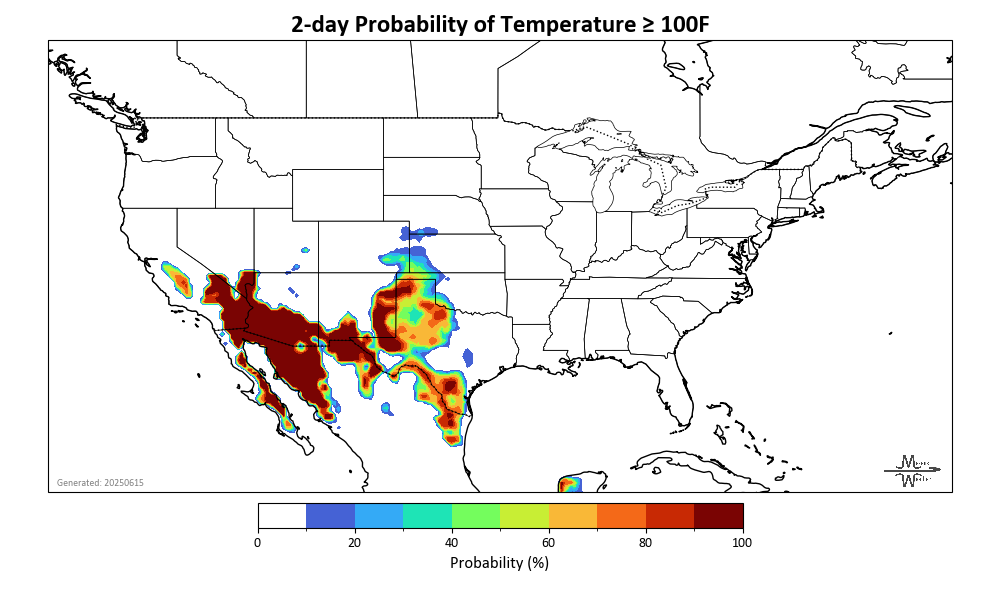 2-day Probability of Temperature ≥ 100F
Generated: 20250615
0 20 40 60 80 100
Probability (%)